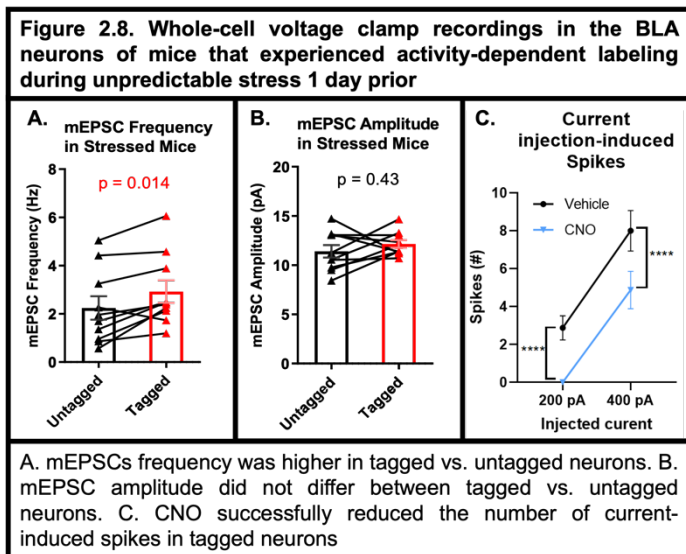 Figure 2.8. Whole-cell voltage clamp recordings in the BLA
neurons of mice that experienced activity-dependent labeling
during unpredictable stress 1 day prior
A.
mEPSC Frequency
in Stressed Mice
p = 0.014
mEPSC Frequency (Hz)
8
6
4
2
0
Untagged
Tagged
B.
mEPSC Amplitude
in Stressed Mice
p = 0.43
mEPSC Amplitude (pA)
20
15
10
5
0
Untagged
Tagged
C.
Current
injection-induced
Spikes
Vehicle
CNO
Spikes (#)
10
8
6
4
2
0
****
****
200 pA
400 pA
Injected curent
A. mEPSCs frequency was higher in tagged vs. untagged neurons. B.
mEPSC amplitude did not differ between tagged vs. untagged
neurons. C. CNO successfully reduced the number of current-
induced spikes in tagged neurons